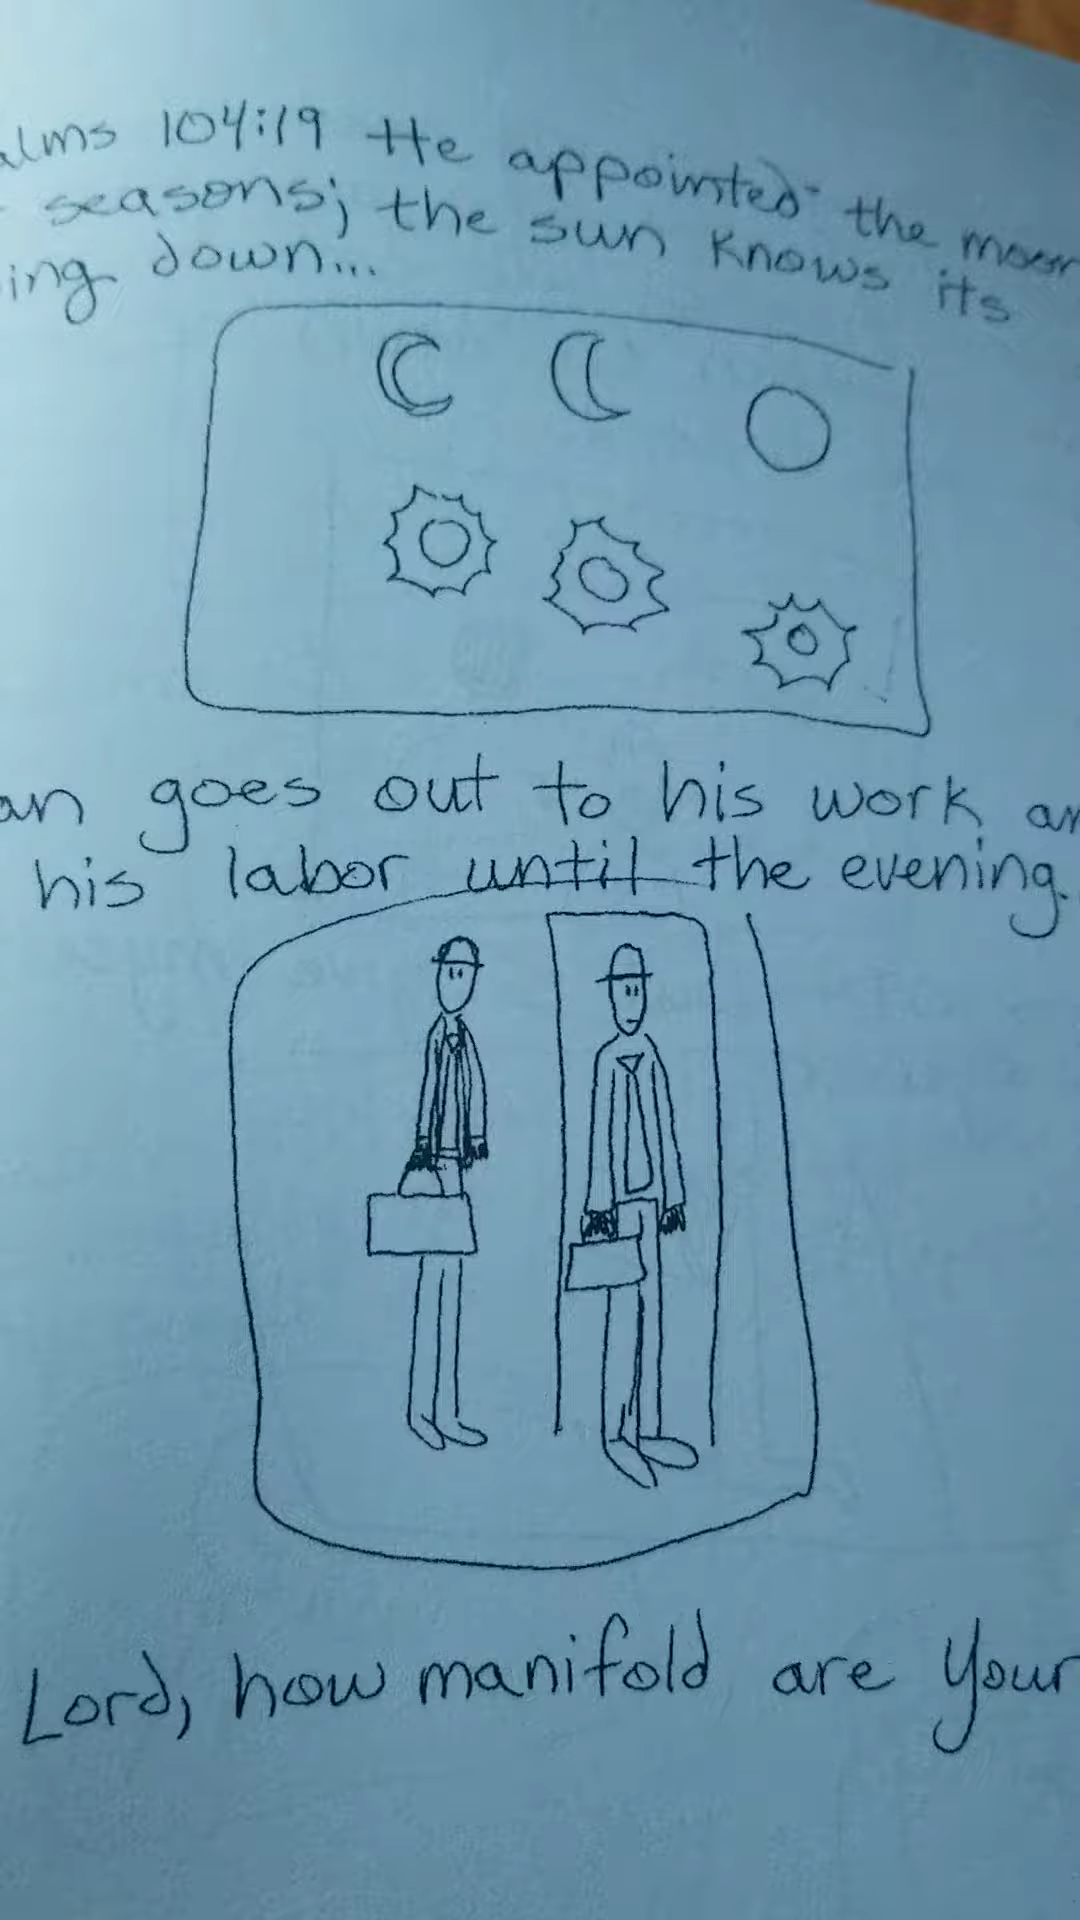 alms 104:19 He appointed the moon
seasons; the sun knows its
ing down...
an goes out to his work an
his labor until the evening.
Lord, how manifold are Your